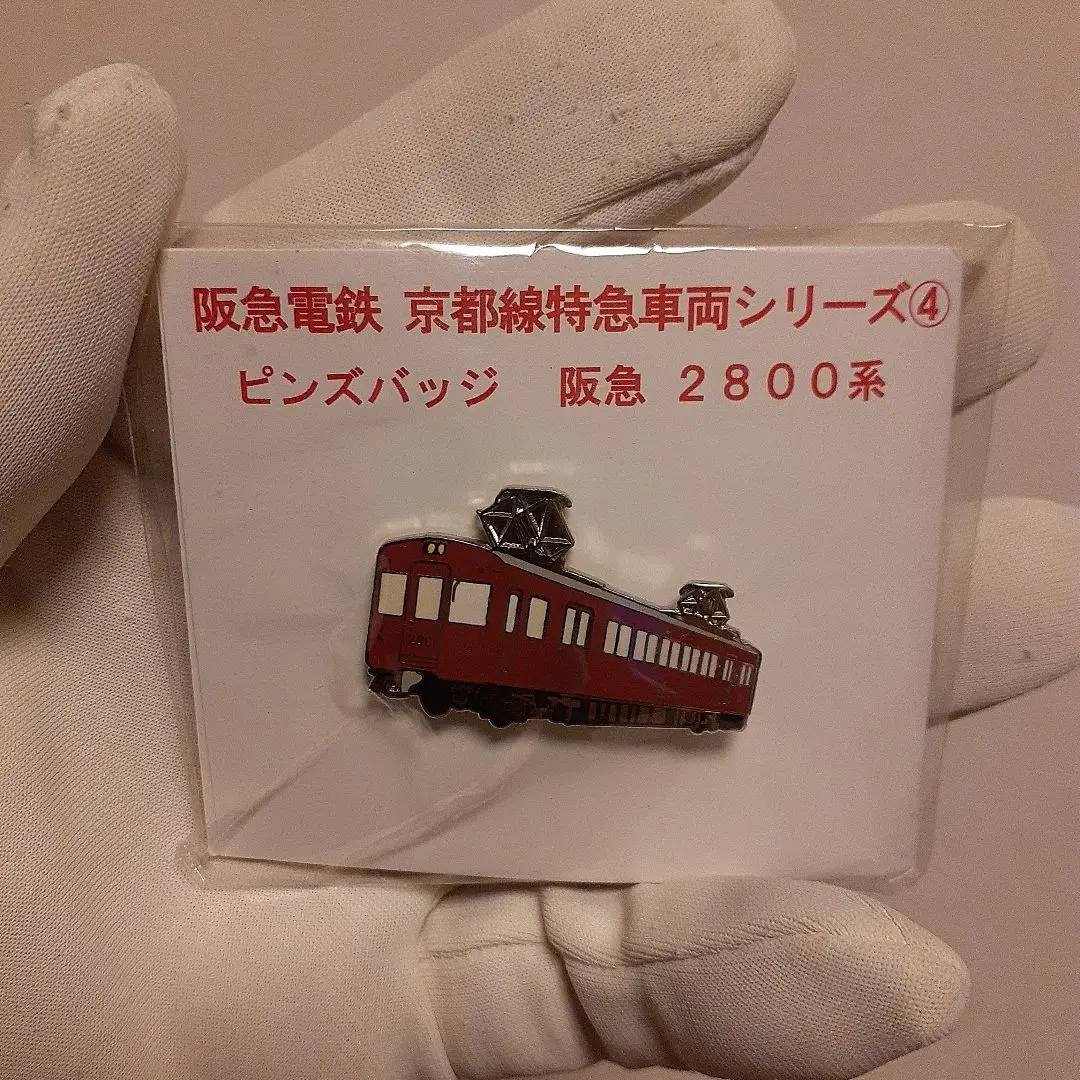 阪急電鉄 京都線特急車両シリーズ④
ピンズバッジ 阪急 ２８００系